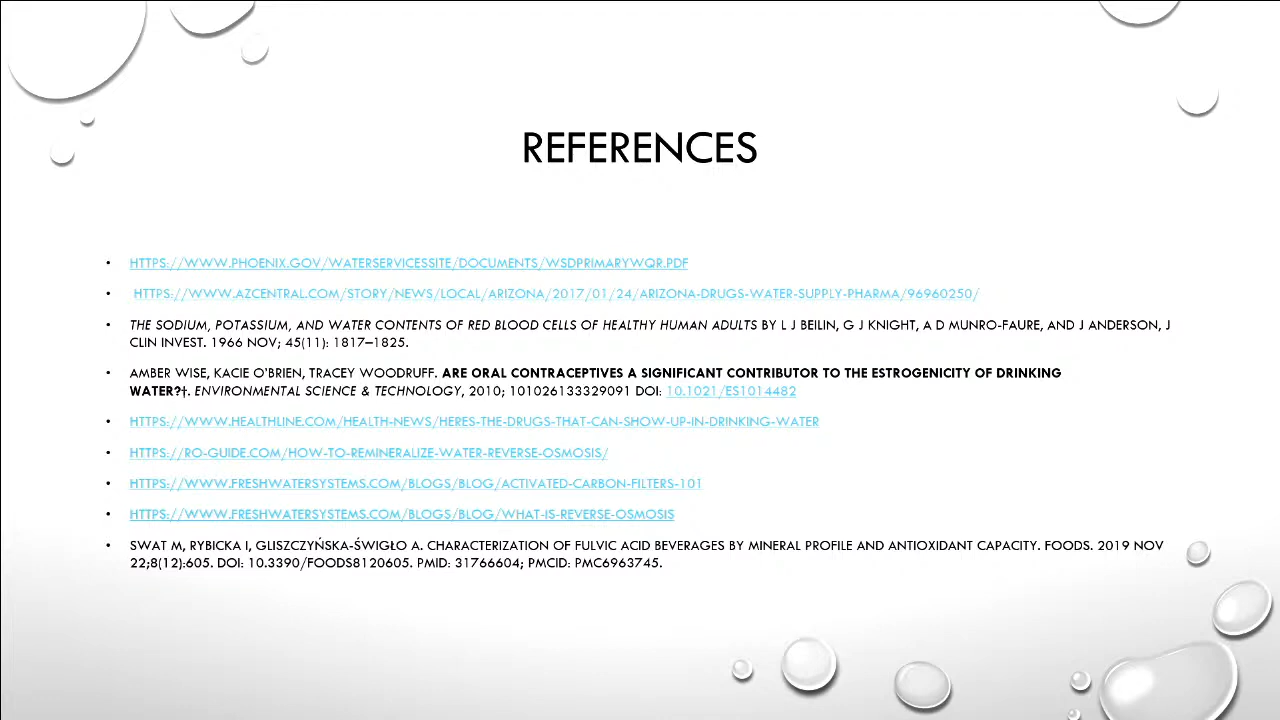 REFERENCES
• HTTPS://WWW.PHOENIX.GOV/WATERSERVICESSITE/DOCUMENTS/WSDPRIMARYWQR.PDF
• HTTPS://WWW.AZCENTRAL.COM/STORY/NEWS/LOCAL/ARIZONA/2017/01/24/ARIZONA-DRUGS-WATER-SUPPLY-PHARMA/96960250/
• THE SODIUM, POTASSIUM, AND WATER CONTENTS OF RED BLOOD CELLS OF HEALTHY HUMAN ADULTS BY L J BEILIN, G J KNIGHT, A D MUNRO-FAURE, AND J ANDERSON, J
CLIN INVEST. 1966 NOV; 45(11): 1817–1825.
• AMBER WISE, KACIE O'BRIEN, TRACEY WOODRUFF. ARE ORAL CONTRACEPTIVES A SIGNIFICANT CONTRIBUTOR TO THE ESTROGENICITY OF DRINKING
WATER?†. ENVIRONMENTAL SCIENCE & TECHNOLOGY, 2010; 101026133329091 DOI: 10.1021/ES1014482
• HTTPS://WWW.HEALTHLINE.COM/HEALTH-NEWS/HERES-THE-DRUGS-THAT-CAN-SHOW-UP-IN-DRINKING-WATER
• HTTPS://RO-GUIDE.COM/HOW-TO-REMINERALIZE-WATER-REVERSE-OSMOSIS/
• HTTPS://WWW.FRESHWATERSYSTEMS.COM/BLOGS/BLOG/ACTIVATED-CARBON-FILTERS-101
• HTTPS://WWW.FRESHWATERSYSTEMS.COM/BLOGS/BLOG/WHAT-IS-REVERSE-OSMOSIS
• SWAT M, RYBICKA I, GLISZCZYŃSKA-ŚWIGŁO A. CHARACTERIZATION OF FULVIC ACID BEVERAGES BY MINERAL PROFILE AND ANTIOXIDANT CAPACITY. FOODS. 2019 NOV
22;8(12):605. DOI: 10.3390/FOODS8120605. PMID: 31766604; PMCID: PMC6963745.